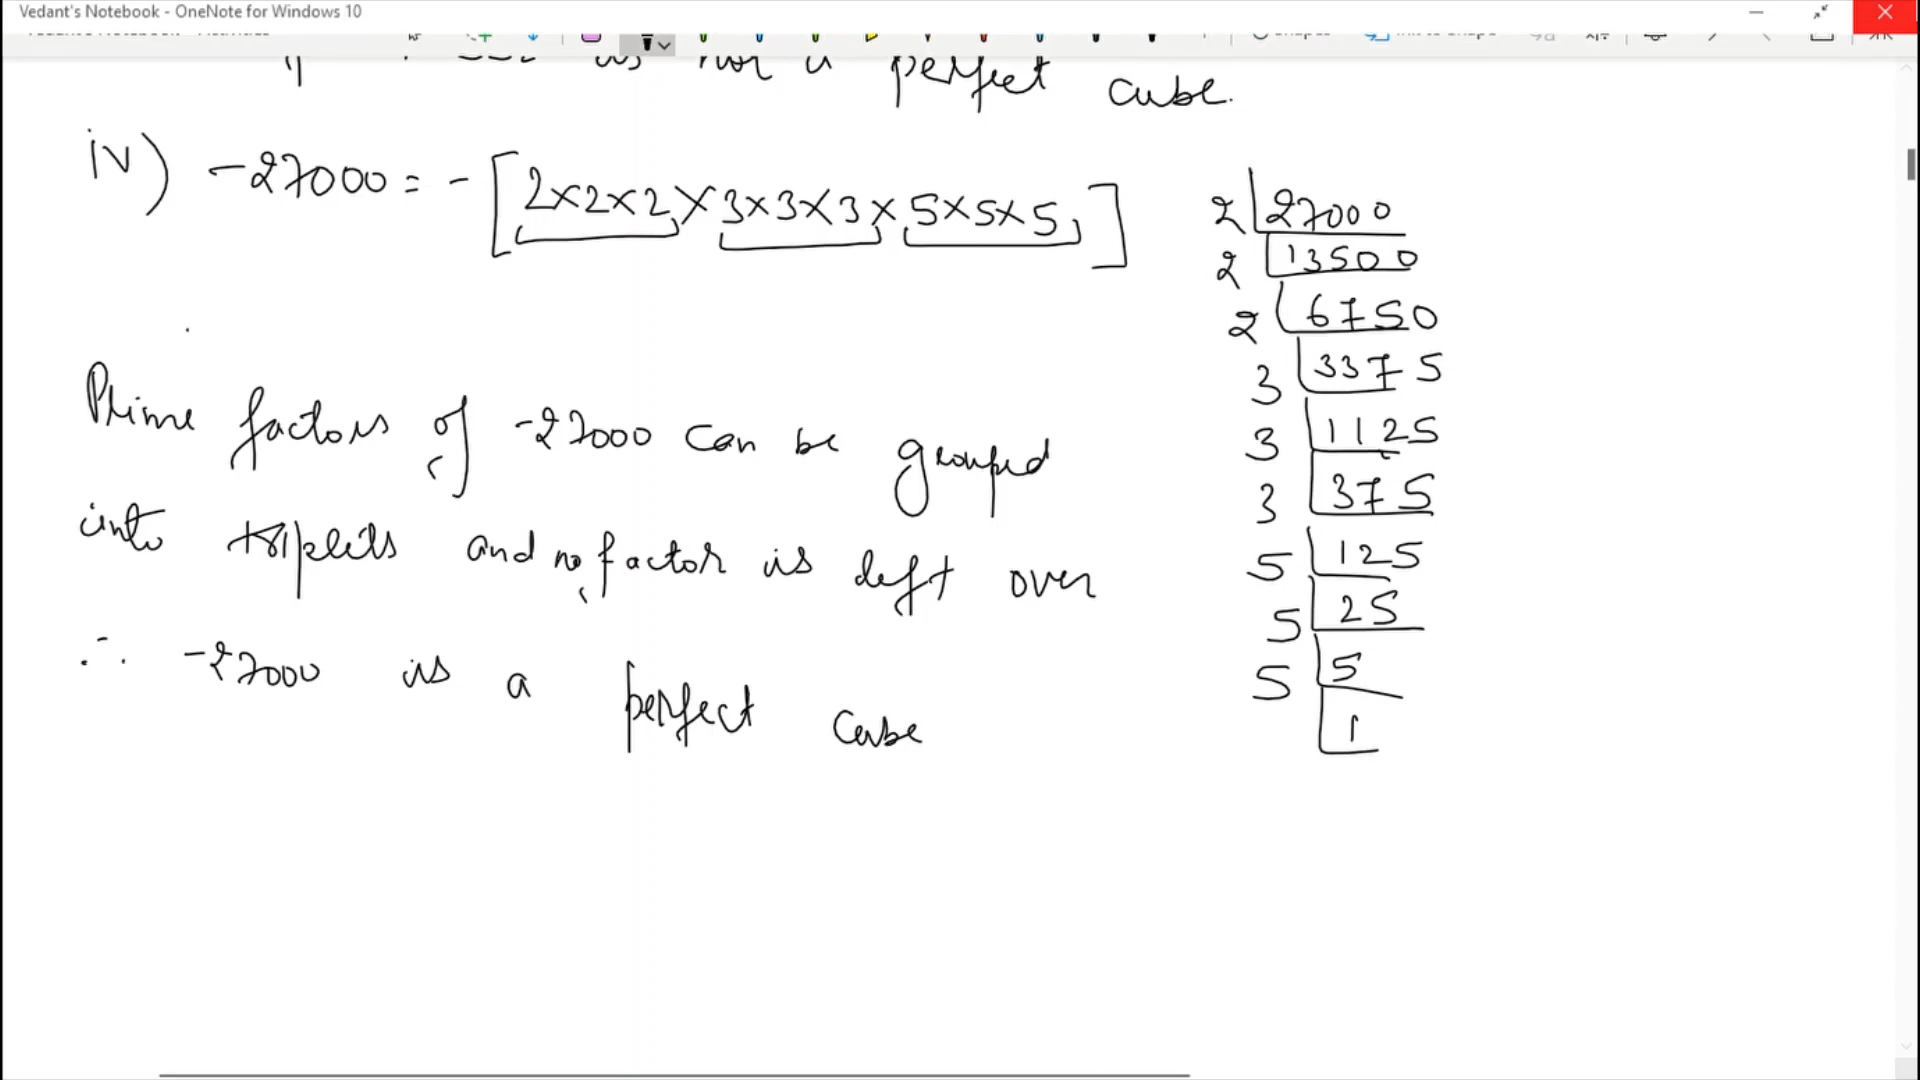 Vedant's Notebook - OneNote for Windows 10
is not a perfect cube.
iv) -27000 = - [2×2×2×3×3×3×5×5×5]
Prime factors of -27000 can be grouped
into triplets and no factor is left over
∴ -27000 is a perfect cube
2 27000
2 13500
2 6750
3 3375
3 1125
3 375
5 125
5 25
5 5
1